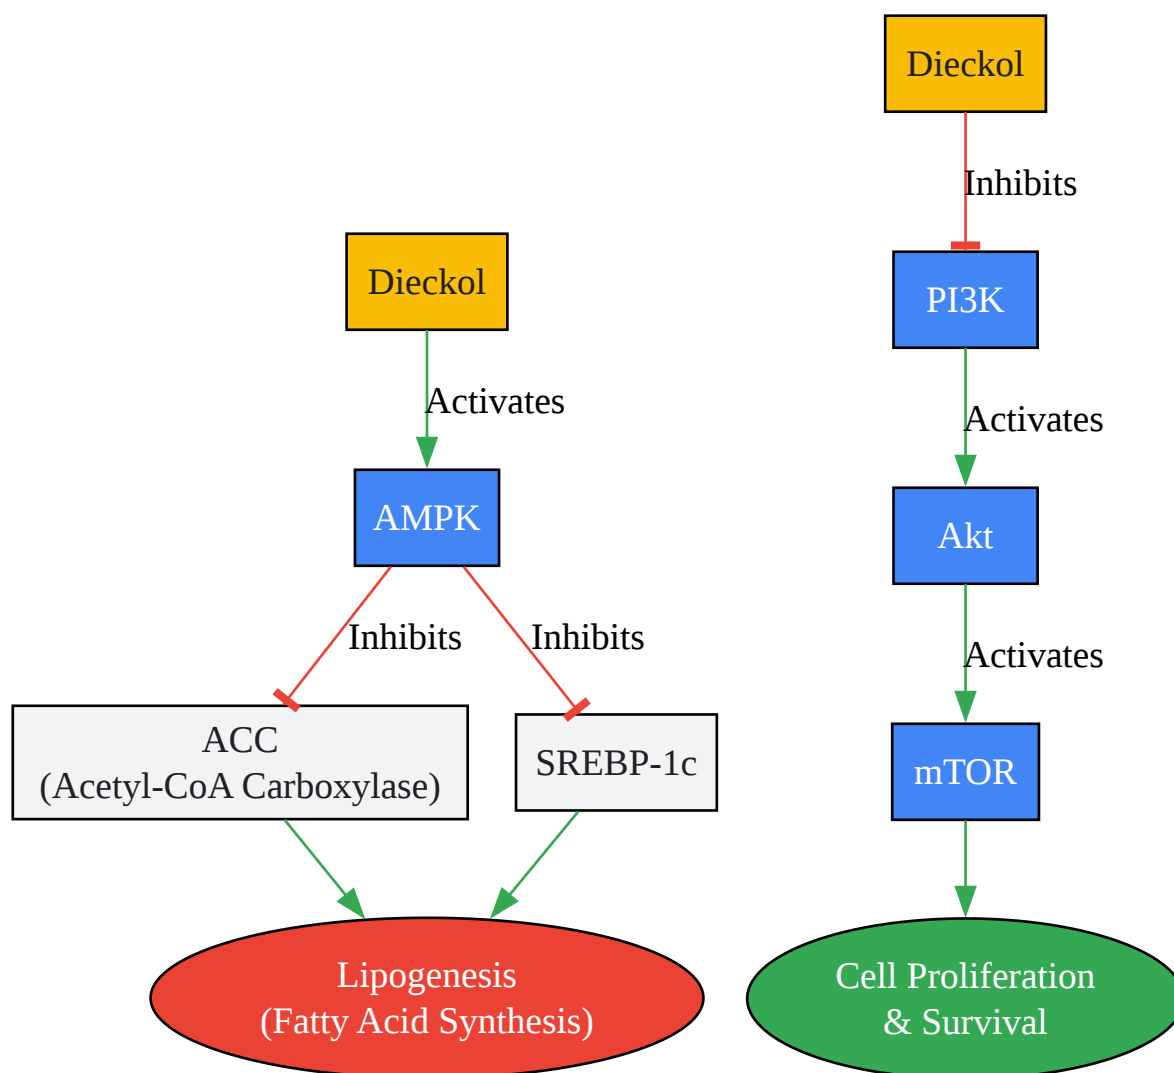 Dieckol
Activates
AMPK
Inhibits
Inhibits
ACC
(Acetyl-CoA Carboxylase)
SREBP-1c
Lipogenesis
(Fatty Acid Synthesis)
Dieckol
Inhibits
PI3K
Activates
Akt
Activates
mTOR
Cell Proliferation
& Survival